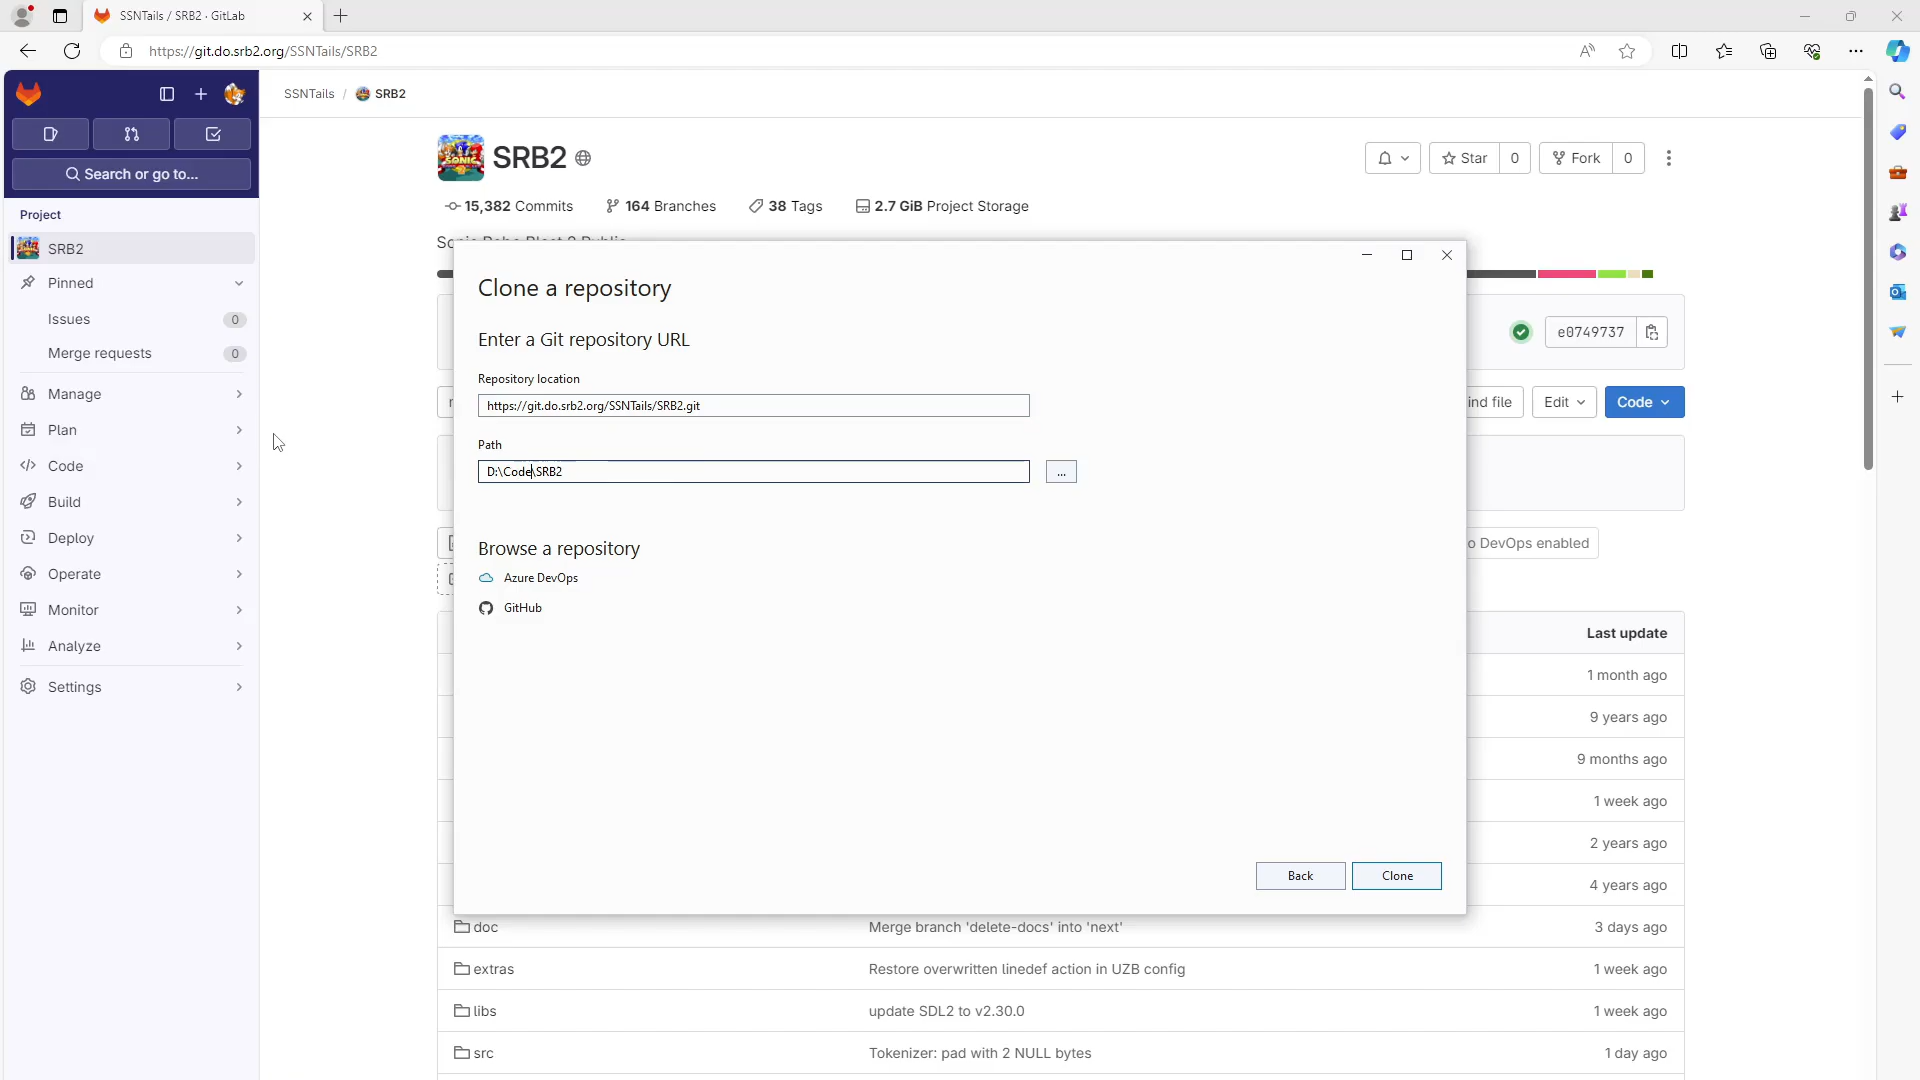 SSNTails / SRB2 · GitLab
https://git.do.srb2.org/SSNTails/SRB2
SSNTails / SRB2
Search or go to...
Project
SRB2
Pinned
Issues 0
Merge requests 0
Manage
Plan
Code
Build
Deploy
Operate
Monitor
Analyze
Settings
SRB2
Star 0
Fork 0
15,382 Commits
164 Branches
38 Tags
2.7 GiB Project Storage
e0749737
ind file
Edit
Code
o DevOps enabled
Clone a repository
Enter a Git repository URL
Repository location
https://git.do.srb2.org/SSNTails/SRB2.git
Path
D:\Code\SRB2
...
Browse a repository
Azure DevOps
GitHub
Back
Clone
Last update
1 month ago
9 years ago
9 months ago
1 week ago
2 years ago
4 years ago
doc Merge branch 'delete-docs' into 'next' 3 days ago
extras Restore overwritten linedef action in UZB config 1 week ago
libs update SDL2 to v2.30.0 1 week ago
src Tokenizer: pad with 2 NULL bytes 1 day ago